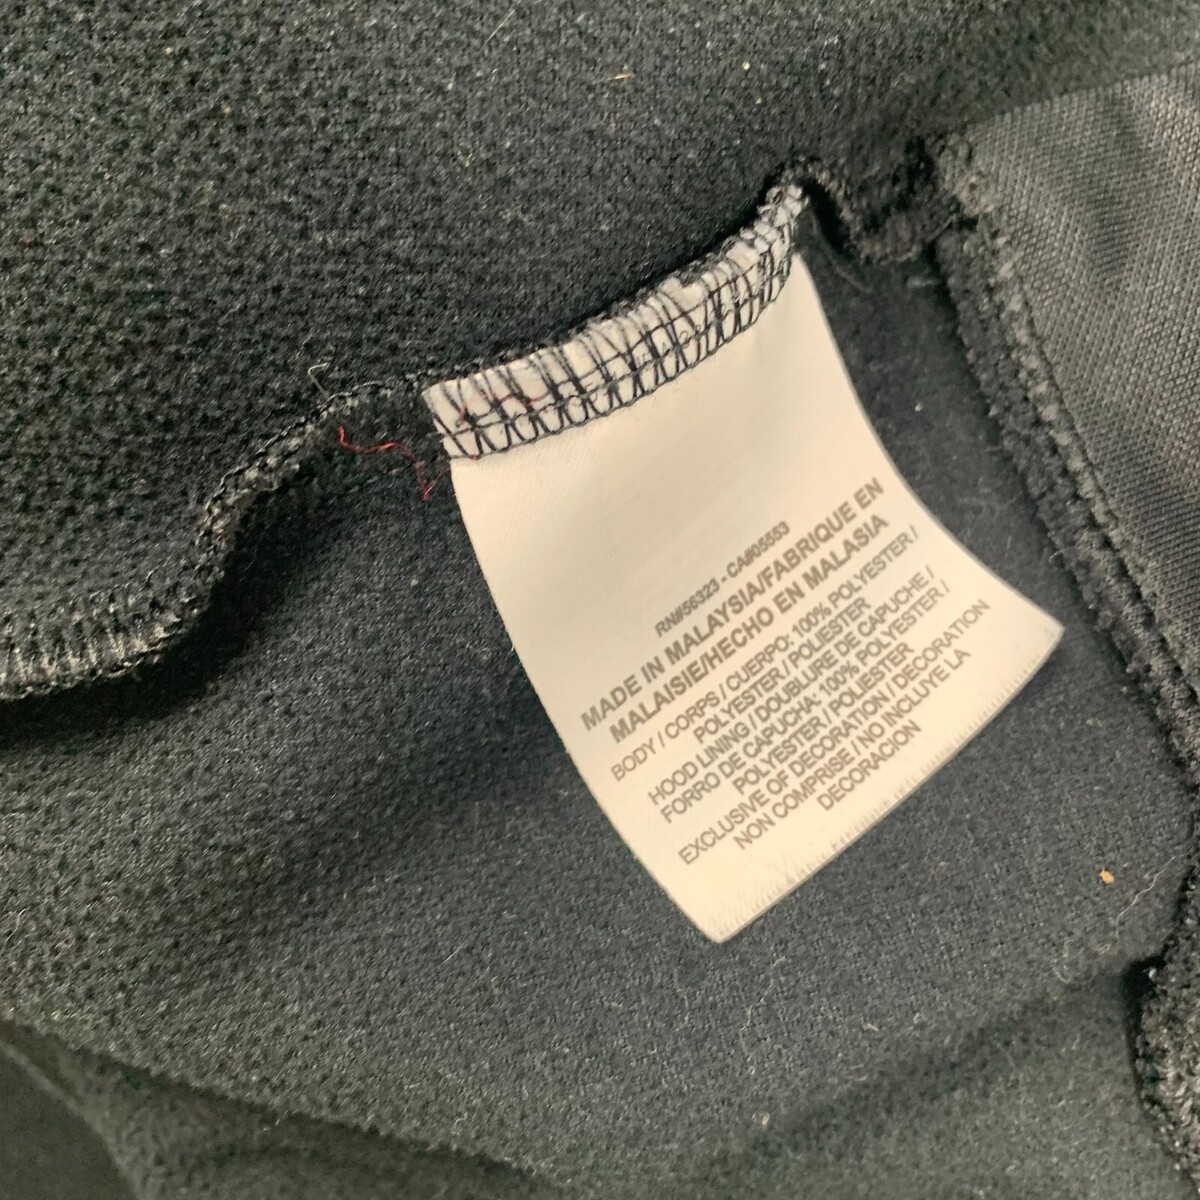 RN#56323 - CA#05553
MADE IN MALAYSIA/FABRIQUE EN
MALAISIE/HECHO EN MALASIA
BODY / CORPS / CUERPO: 100% POLYESTER /
POLYESTER / POLIESTER
HOOD LINING / DOUBLURE DE CAPUCHE /
FORRO DE CAPUCHA: 100% POLYESTER /
POLYESTER / POLIESTER
EXCLUSIVE OF DECORATION / DECORATION
NON COMPRISE / NO INCLUYE LA
DECORACION